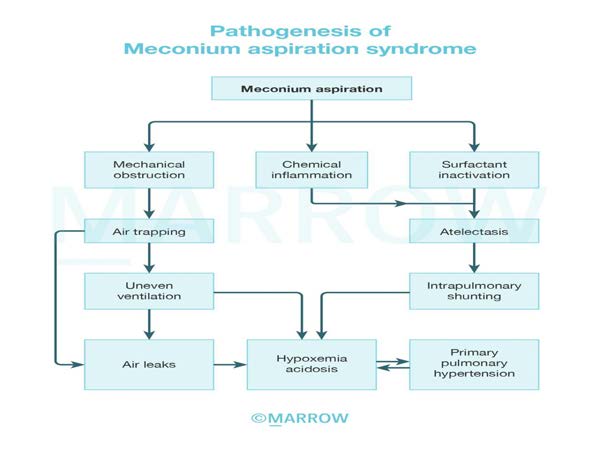 Pathogenesis of
Meconium aspiration syndrome
Meconium aspiration
Mechanical
obstruction
Chemical
inflammation
Surfactant
inactivation
MARROW
Air trapping
Atelectasis
Uneven
ventilation
Intrapulmonary
shunting
Air leaks
Hypoxemia
acidosis
Primary
pulmonary
hypertension
©MARROW